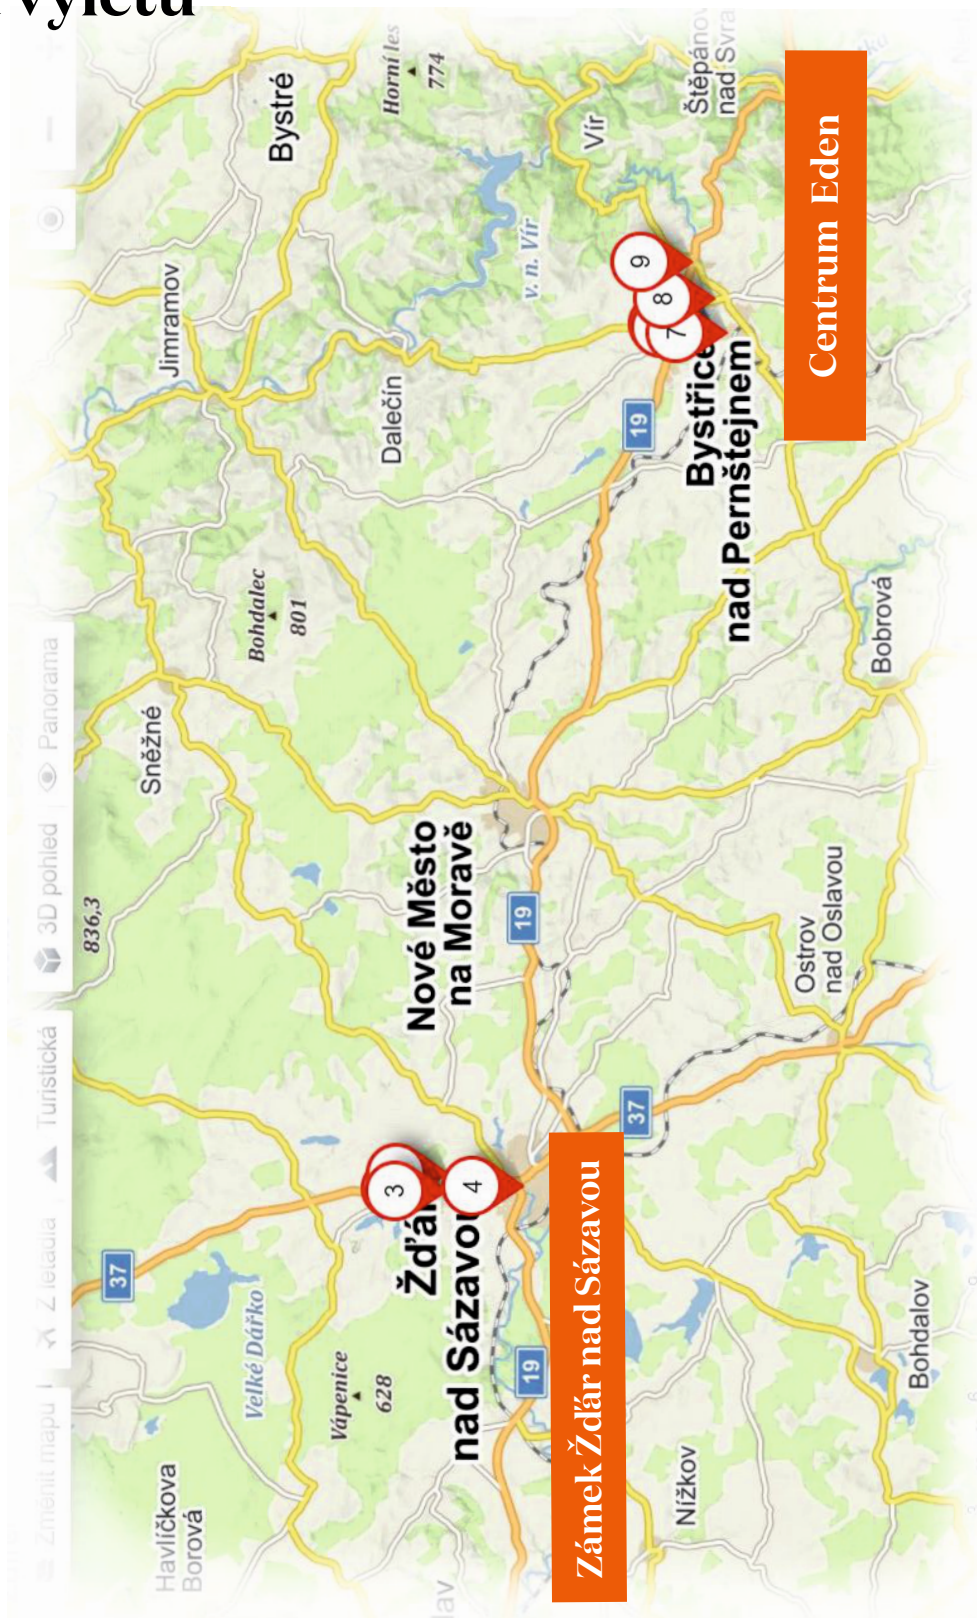 výletu
Změnit mapu
Z letadla
Turistická
3D pohled
Panorama
Havlíčkova
Borová
37
836,3
Sněžné
Jimramov
Bystré
Horní les
774
Velké Dářko
Vápenice
628
Bohdalec
801
Dalečín
v. n. Vír
Vír
Štěpánov
3
4
Žďár
nad Sázavou
Nové Město
na Moravě
19
19
19
37
7
8
9
Bystřice
nad Pernštejnem
Zámek Žďár nad Sázavou
Centrum Eden
Nížkov
Bohdalov
Ostrov
nad Oslavou
Bobrová